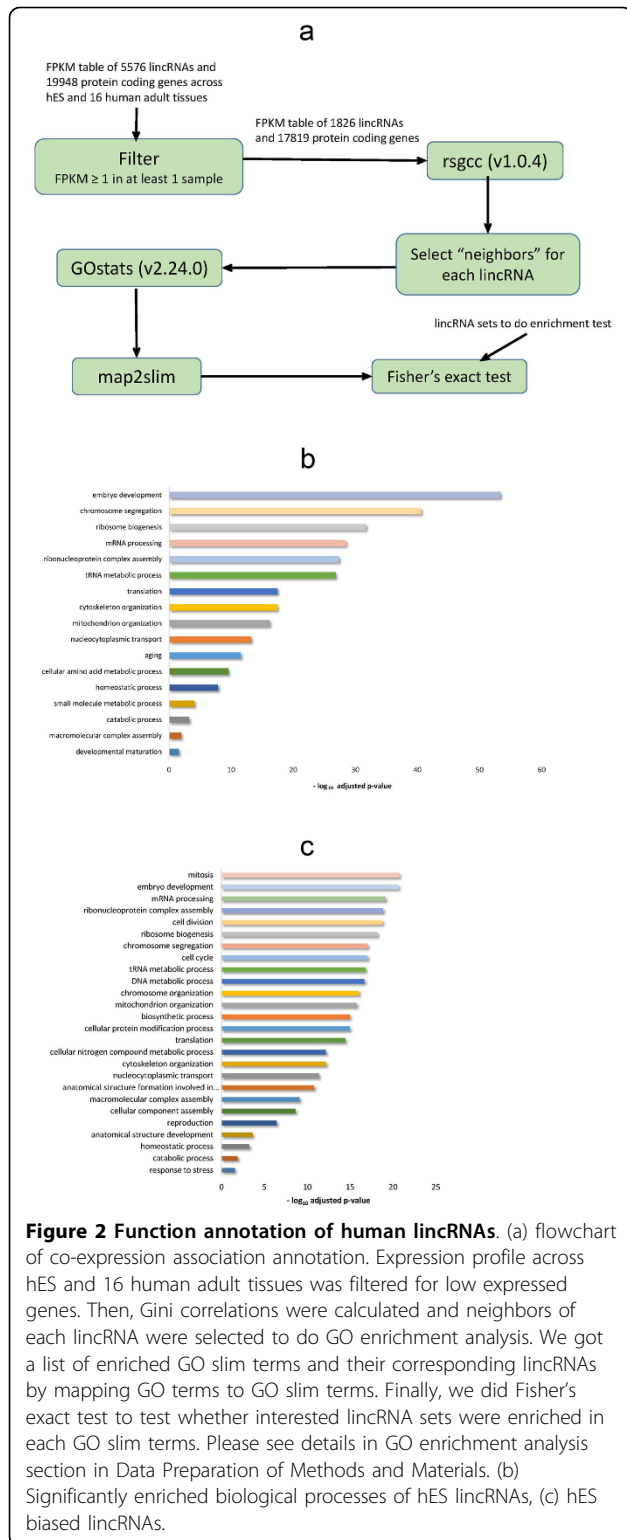 a
FPKM table of 5576 lincRNAs and
19948 protein coding genes across
hES and 16 human adult tissues
FPKM table of 1826 lincRNAs
and 17819 protein coding genes
Filter
FPKM ≥ 1 in at least 1 sample
rsgcc (v1.0.4)
GOstats (v2.24.0)
Select “neighbors” for
each lincRNA
lincRNA sets to do enrichment test
map2slim
Fisher’s exact test
b
embryo development
chromosome segregation
ribosome biogenesis
mRNA processing
ribonucleoprotein complex assembly
tRNA metabolic process
translation
cytoskeleton organization
mitochondrion organization
nucleocytoplasmic transport
aging
cellular amino acid metabolic process
homeostatic process
small molecule metabolic process
catabolic process
macromolecular complex assembly
developmental maturation
0 10 20 30 40 50 60
- log₁₀ adjusted p-value
c
mitosis
embryo development
mRNA processing
ribonucleoprotein complex assembly
cell division
ribosome biogenesis
chromosome segregation
cell cycle
tRNA metabolic process
DNA metabolic process
chromosome organization
mitochondrion organization
biosynthetic process
cellular protein modification process
translation
cellular nitrogen compound metabolic process
cytoskeleton organization
nucleocytoplasmic transport
anatomical structure formation involved in...
macromolecular complex assembly
cellular component assembly
reproduction
anatomical structure development
homeostatic process
catabolic process
response to stress
0 5 10 15 20 25
- log₁₀ adjusted p-value
Figure 2 Function annotation of human lincRNAs. (a) flowchart
of co-expression association annotation. Expression profile across
hES and 16 human adult tissues was filtered for low expressed
genes. Then, Gini correlations were calculated and neighbors of
each lincRNA were selected to do GO enrichment analysis. We got
a list of enriched GO slim terms and their corresponding lincRNAs
by mapping GO terms to GO slim terms. Finally, we did Fisher’s
exact test to test whether interested lincRNA sets were enriched in
each GO slim terms. Please see details in GO enrichment analysis
section in Data Preparation of Methods and Materials. (b)
Significantly enriched biological processes of hES lincRNAs, (c) hES
biased lincRNAs.